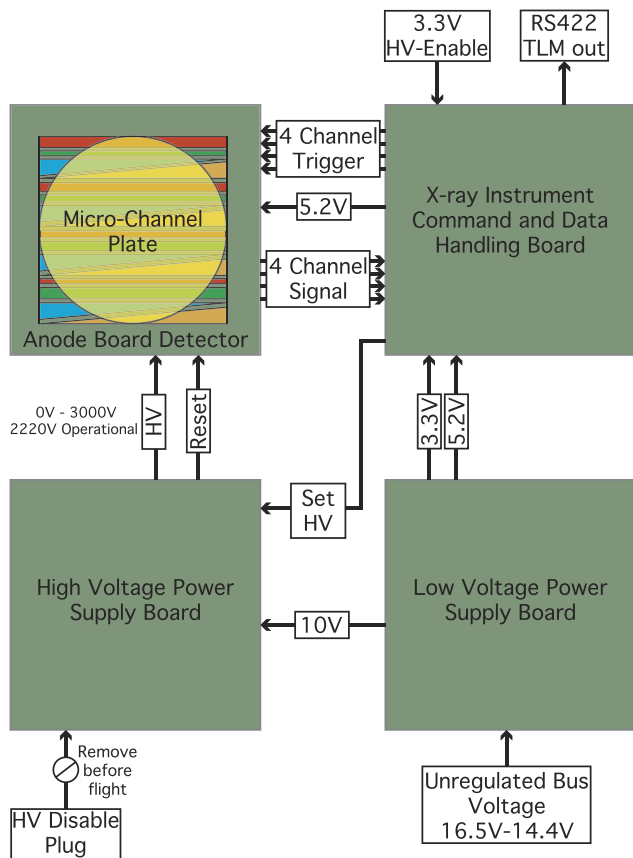 3.3V
HV-Enable
RS422
TLM out
4 Channel
Trigger
X-ray Instrument
Command and Data
Handling Board
5.2V
Micro-Channel
Plate
4 Channel
Signal
Anode Board Detector
0V - 3000V
2220V Operational
HV
Reset
3.3V
5.2V
Set
HV
High Voltage Power
Supply Board
Low Voltage Power
Supply Board
10V
Remove
before
flight
HV Disable
Plug
Unregulated Bus
Voltage
16.5V-14.4V